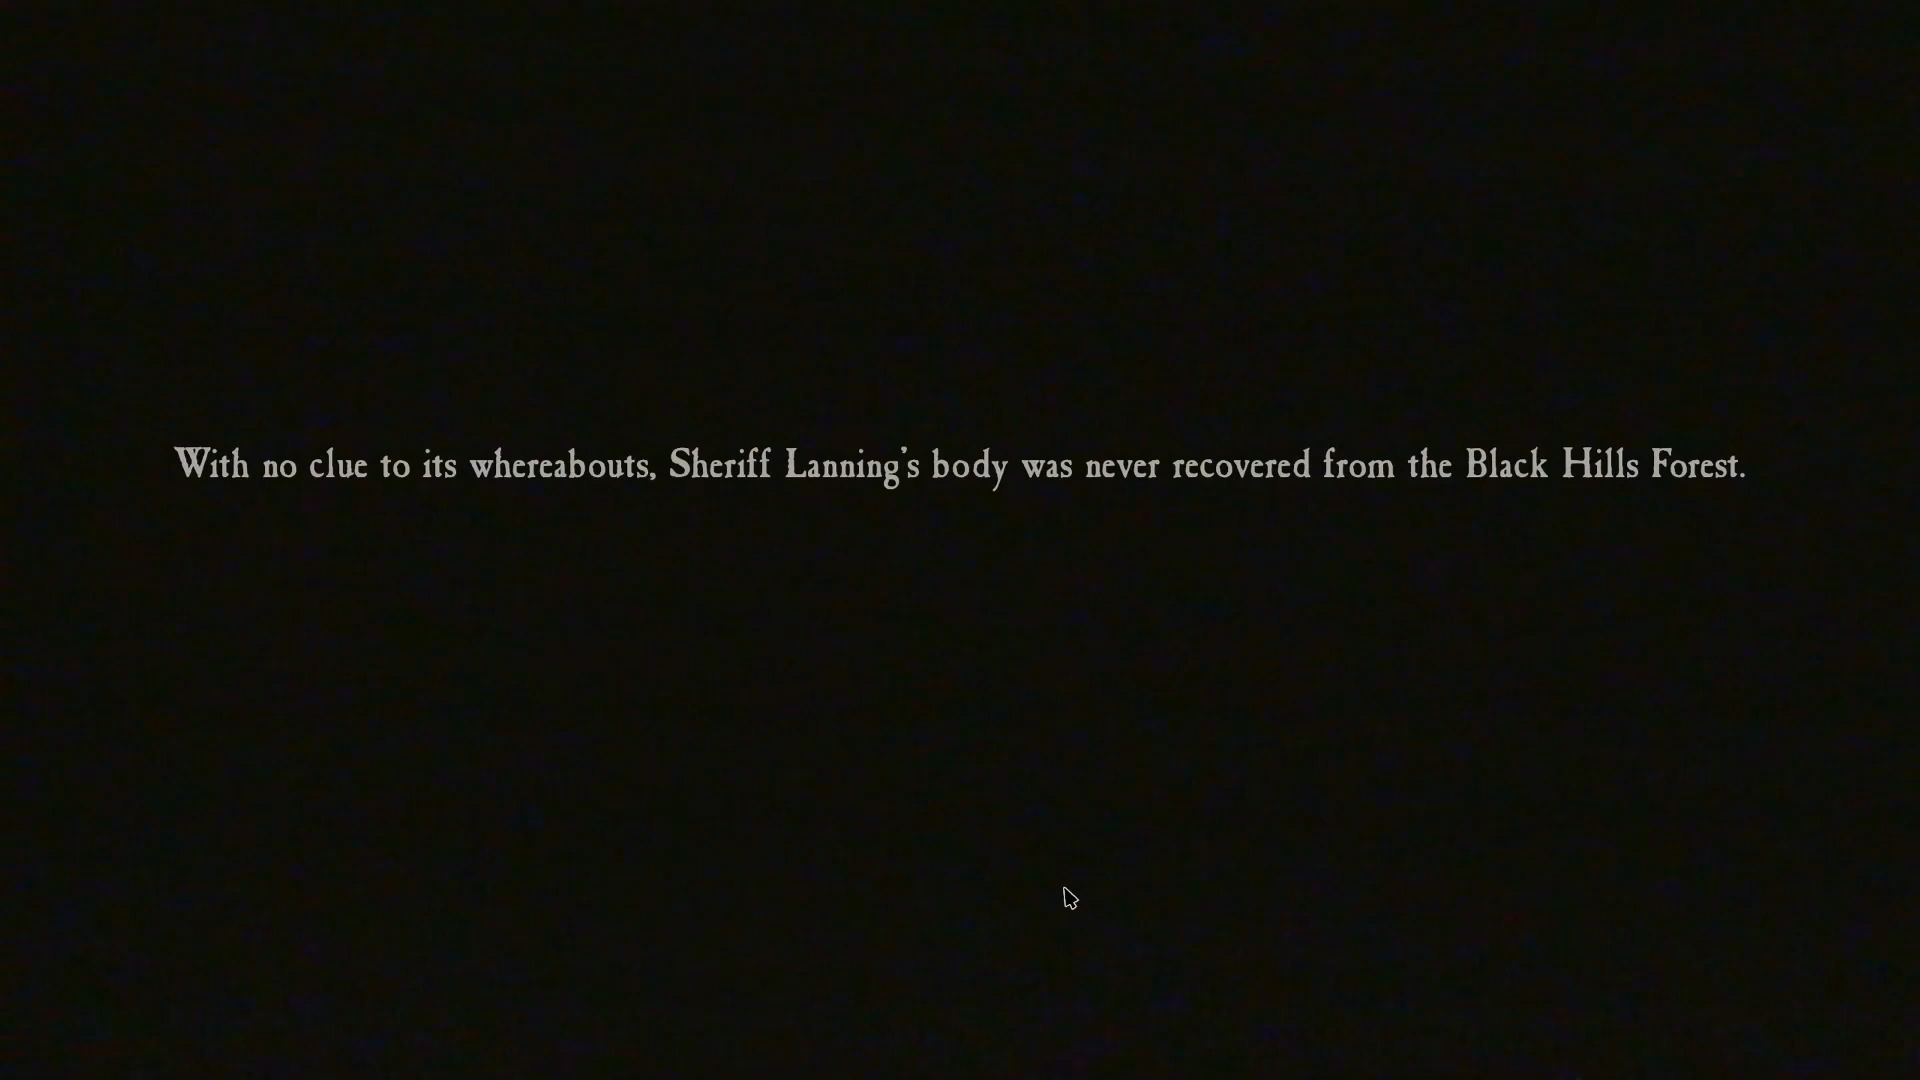 With no clue to its whereabouts, Sheriff Lanning's body was never recovered from the Black Hills Forest.